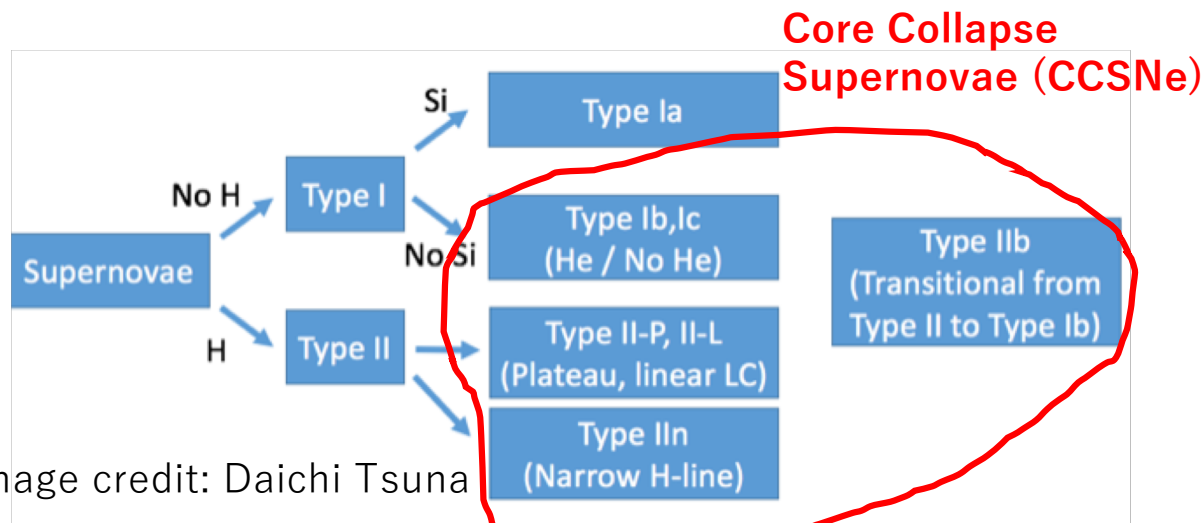 Core Collapse
Supernovae (CCSNe)
Si
Type Ia
No H
Type I
No Si
Type Ib,Ic
(He / No He)
Type IIb
(Transitional from
Type II to Type Ib)
Supernovae
H
Type II
Type II-P, II-L
(Plateau, linear LC)
Type IIn
(Narrow H-line)
mage credit: Daichi Tsuna